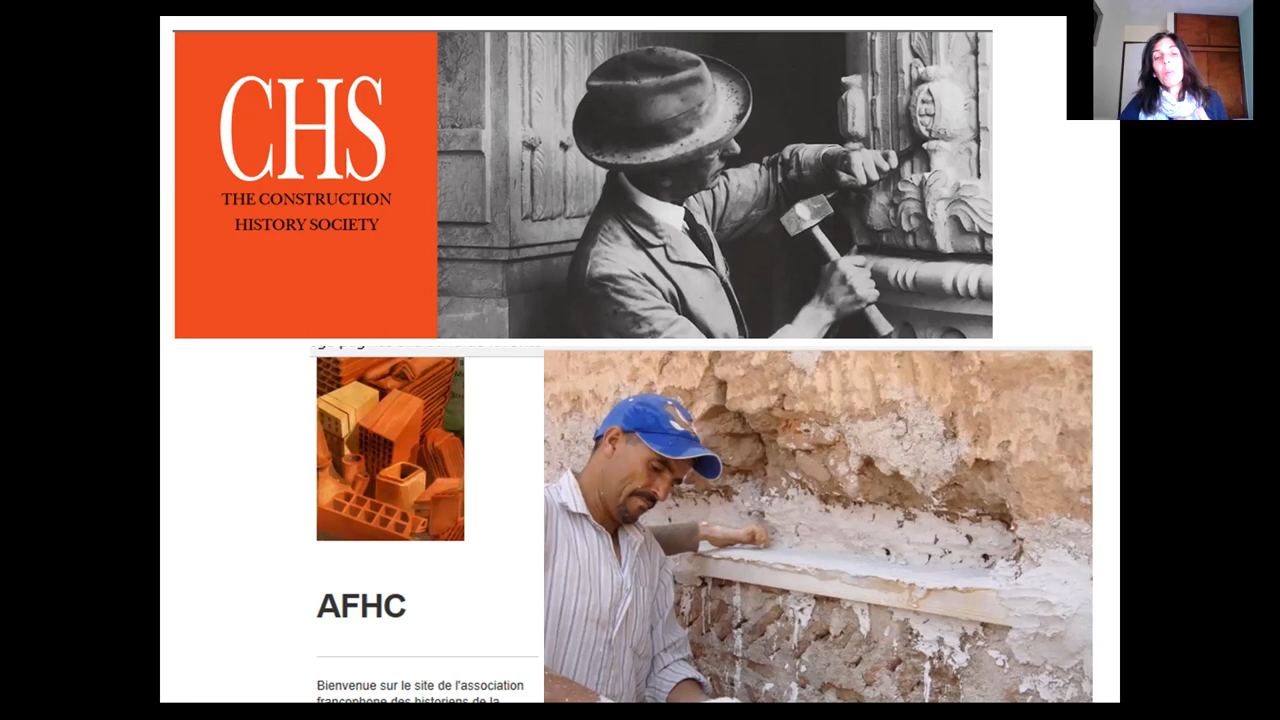 CHS
THE CONSTRUCTION
HISTORY SOCIETY
AFHC
Bienvenue sur le site de l'association
francophone des historiens de la